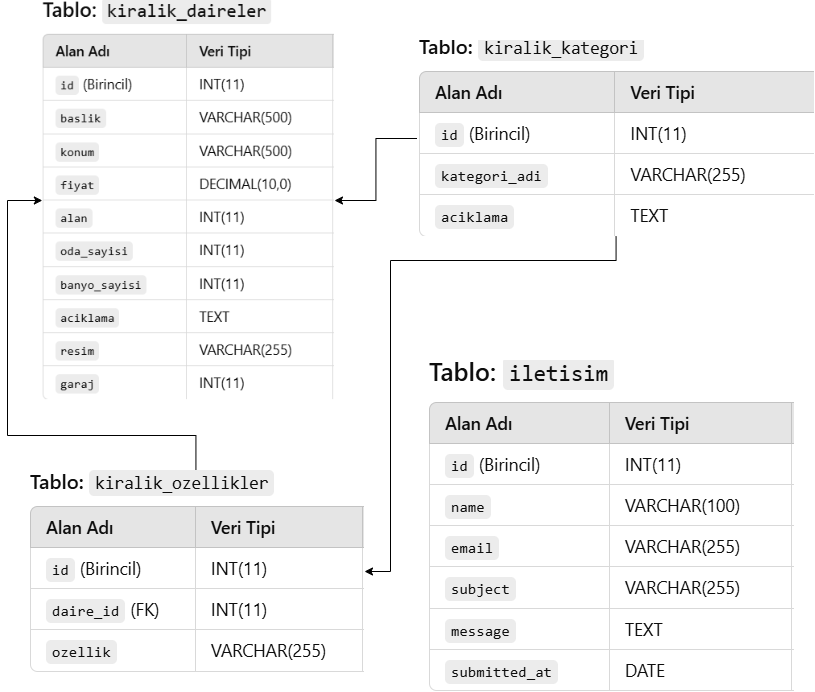 Tablo: kiralik_daireler
Alan Adı Veri Tipi
id (Birincil) INT(11)
baslik VARCHAR(500)
konum VARCHAR(500)
fiyat DECIMAL(10,0)
alan INT(11)
oda_sayisi INT(11)
banyo_sayisi INT(11)
aciklama TEXT
resim VARCHAR(255)
garaj INT(11)
Tablo: kiralik_kategori
Alan Adı Veri Tipi
id (Birincil) INT(11)
kategori_adi VARCHAR(255)
aciklama TEXT
Tablo: kiralik_ozellikler
Alan Adı Veri Tipi
id (Birincil) INT(11)
daire_id (FK) INT(11)
ozellik VARCHAR(255)
Tablo: iletisim
Alan Adı Veri Tipi
id (Birincil) INT(11)
name VARCHAR(100)
email VARCHAR(255)
subject VARCHAR(255)
message TEXT
submitted_at DATE